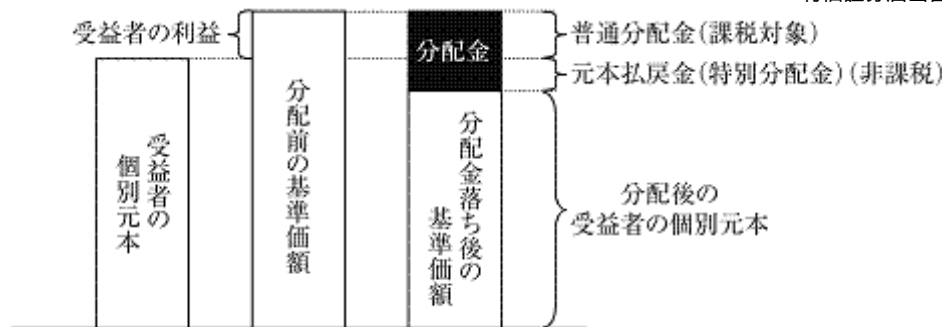 受益者の利益
分配金
普通分配金(課税対象)
元本払戻金(特別分配金)(非課税)
受益者の
個別元本
分配前の基準価額
分配金落ち後の
基準価額
分配後の
受益者の個別元本